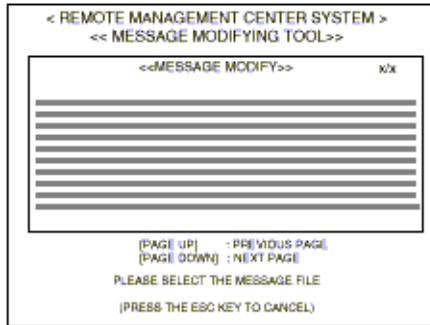 < REMOTE MANAGEMENT CENTER SYSTEM >
<< MESSAGE MODIFYING TOOL>>
<<MESSAGE MODIFY>> x/x
[PAGE UP] : PREVIOUS PAGE
[PAGE DOWN] : NEXT PAGE
PLEASE SELECT THE MESSAGE FILE
(PRESS THE ESC KEY TO CANCEL)